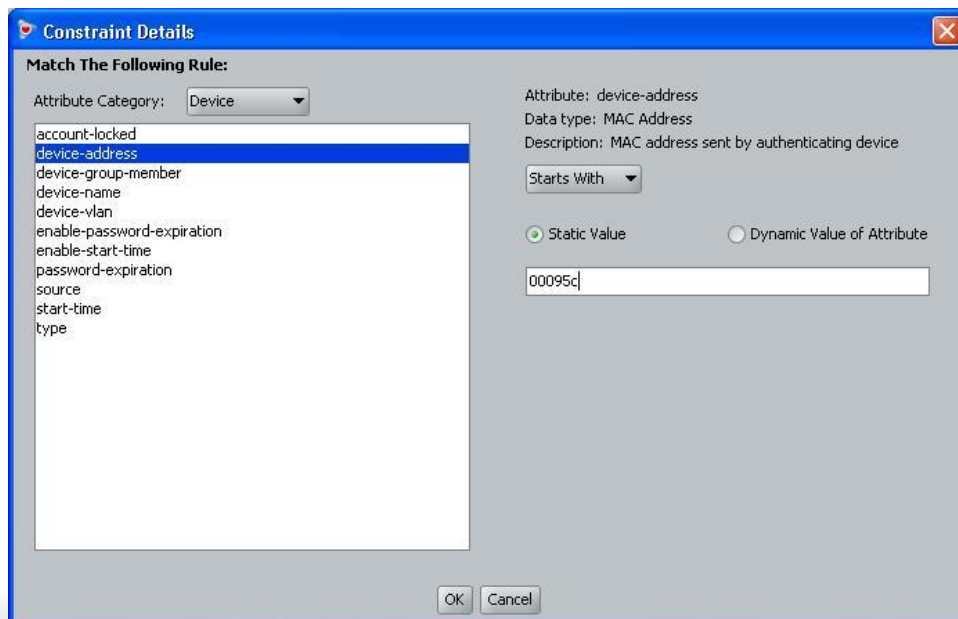 Constraint Details
Match The Following Rule:
Attribute Category: Device
account-locked
device-address
device-group-member
device-name
device-vlan
enable-password-expiration
enable-start-time
password-expiration
source
start-time
type
Attribute: device-address
Data type: MAC Address
Description: MAC address sent by authenticating device
Starts With
Static Value Dynamic Value of Attribute
00095c
OK Cancel